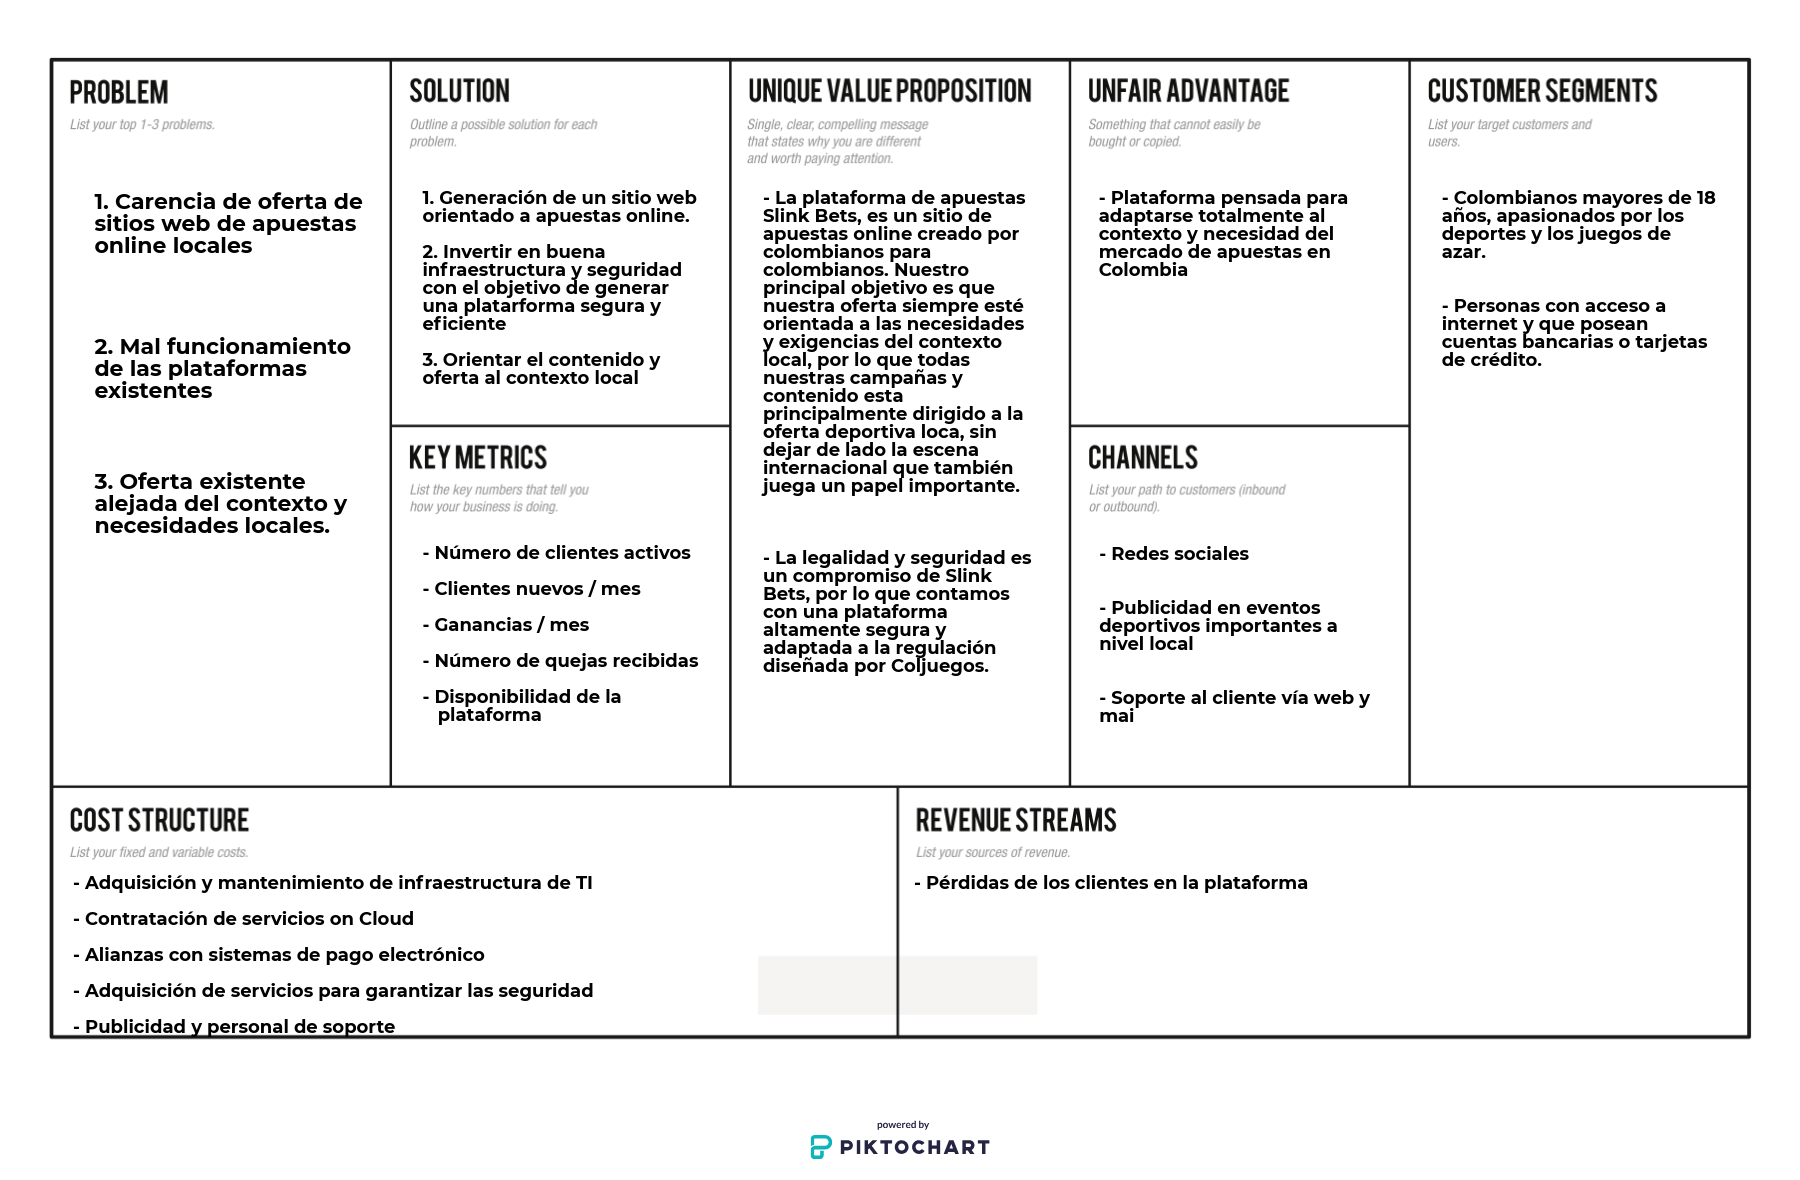 PROBLEM
List your top 1-3 problems.
1. Carencia de oferta de
sitios web de apuestas
online locales
2. Mal funcionamiento
de las plataformas
existentes
3. Oferta existente
alejada del contexto y
necesidades locales.
SOLUTION
Outline a possible solution for each
problem.
1. Generación de un sitio web
orientado a apuestas online.
2. Invertir en buena
infraestructura y seguridad
con el objetivo de generar
una platarforma segura y
eficiente
3. Orientar el contenido y
oferta al contexto local
KEY METRICS
List the key numbers that tell you
how your business is doing.
- Número de clientes activos
- Clientes nuevos / mes
- Ganancias / mes
- Número de quejas recibidas
- Disponibilidad de la
plataforma
UNIQUE VALUE PROPOSITION
Single, clear, compelling message
that states why you are different
and worth paying attention.
- La plataforma de apuestas
Slink Bets, es un sitio de
apuestas online creado por
colombianos para
colombianos. Nuestro
principal objetivo es que
nuestra oferta siempre esté
orientada a las necesidades
y exigencias del contexto
local, por lo que todas
nuestras campañas y
contenido esta
principalmente dirigido a la
oferta deportiva loca, sin
dejar de lado la escena
internacional que también
juega un papel importante.
- La legalidad y seguridad es
un compromiso de Slink
Bets, por lo que contamos
con una plataforma
altamente segura y
adaptada a la regulación
diseñada por Coljuegos.
UNFAIR ADVANTAGE
Something that cannot easily be
bought or copied.
- Plataforma pensada para
adaptarse totalmente al
contexto y necesidad del
mercado de apuestas en
Colombia
CHANNELS
List your path to customers (inbound
or outbound).
- Redes sociales
- Publicidad en eventos
deportivos importantes a
nivel local
- Soporte al cliente vía web y
mai
CUSTOMER SEGMENTS
List your target customers and
users.
- Colombianos mayores de 18
años, apasionados por los
deportes y los juegos de
azar.
- Personas con acceso a
internet y que posean
cuentas bancarias o tarjetas
de crédito.
COST STRUCTURE
List your fixed and variable costs.
- Adquisición y mantenimiento de infraestructura de TI
- Contratación de servicios on Cloud
- Alianzas con sistemas de pago electrónico
- Adquisición de servicios para garantizar las seguridad
- Publicidad y personal de soporte
REVENUE STREAMS
List your sources of revenue.
- Pérdidas de los clientes en la plataforma
powered by
PIKTOCHART